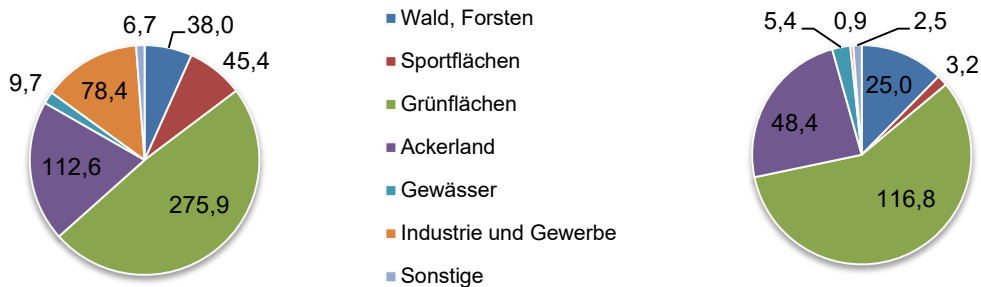 6,7
38,0
45,4
9,7
78,4
112,6
275,9
Wald, Forsten
Sportflächen
Grünflächen
Ackerland
Gewässer
Industrie und Gewerbe
Sonstige
5,4
0,9
2,5
3,2
25,0
48,4
116,8